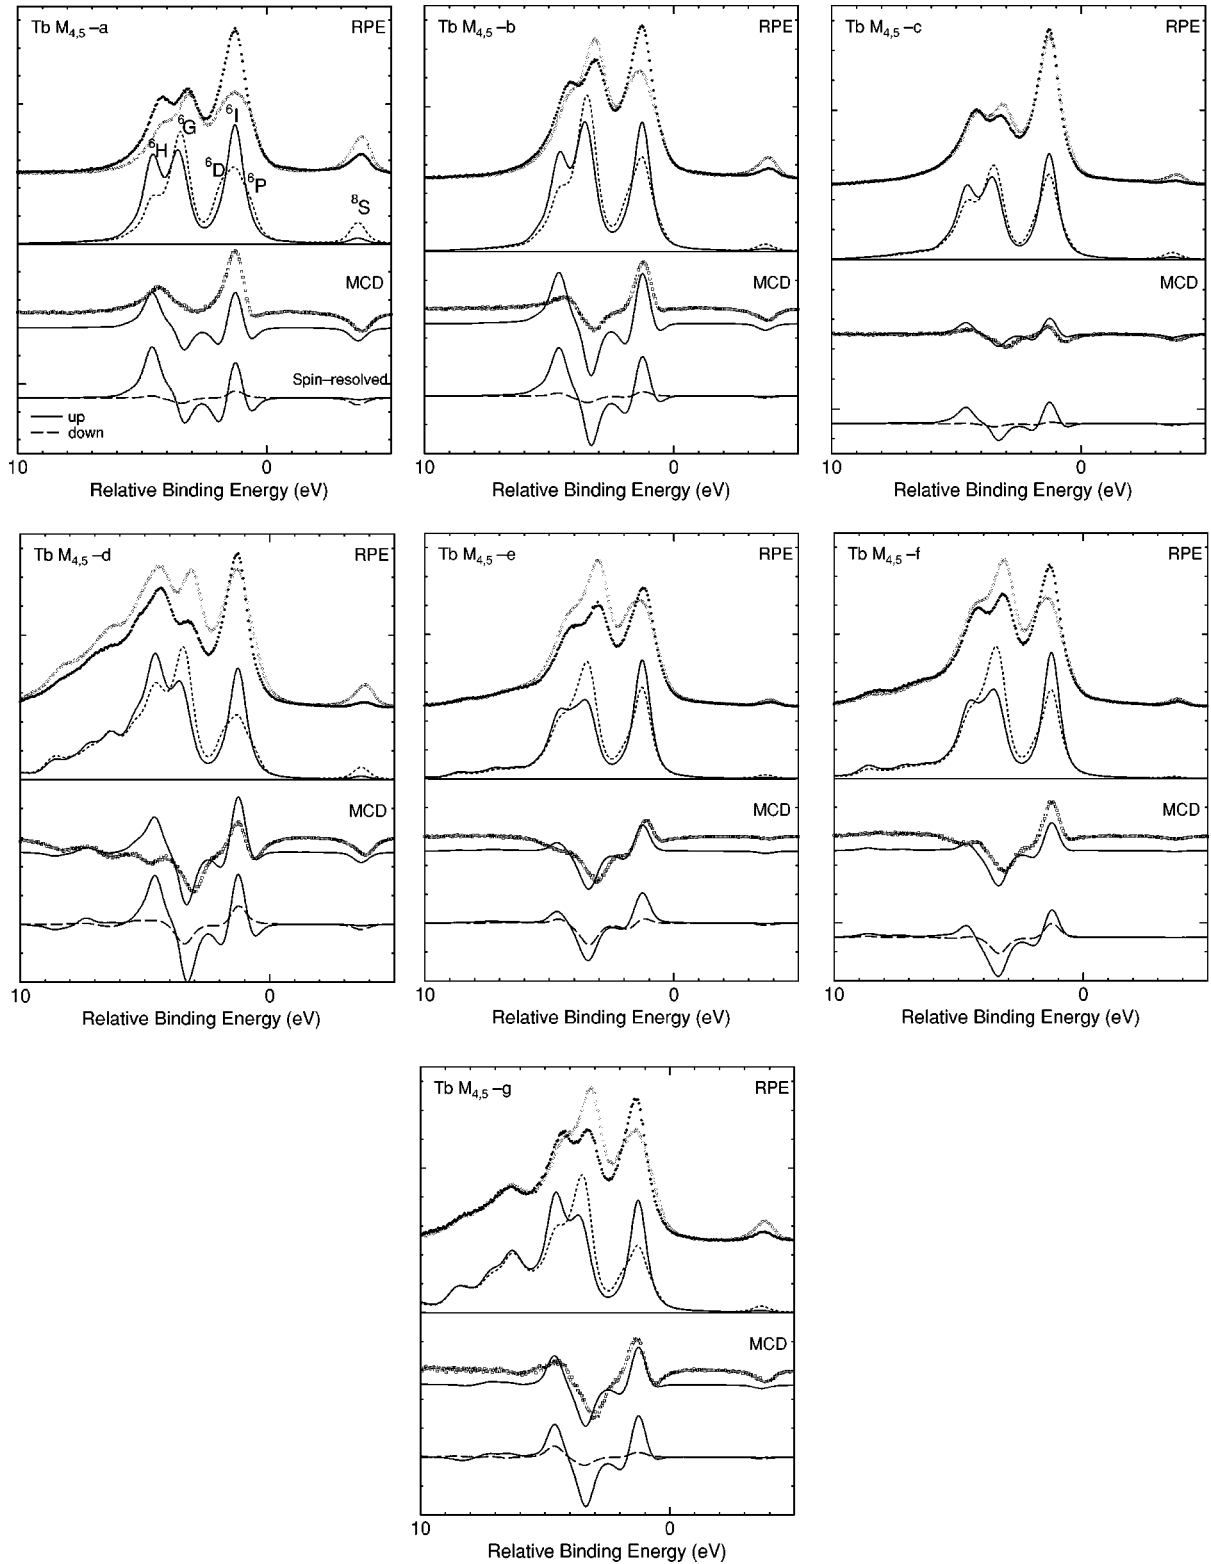 Tb M4,5 –a RPE
⁶I
⁶G
⁶H
⁶D
⁶P
⁸S
MCD
Spin–resolved
up
down
10 0
Relative Binding Energy (eV)
Tb M4,5 –b RPE
MCD
10 0
Relative Binding Energy (eV)
Tb M4,5 –c RPE
MCD
10 0
Relative Binding Energy (eV)
Tb M4,5 –d RPE
MCD
10 0
Relative Binding Energy (eV)
Tb M4,5 –e RPE
MCD
10 0
Relative Binding Energy (eV)
Tb M4,5 –f RPE
MCD
10 0
Relative Binding Energy (eV)
Tb M4,5 –g RPE
MCD
10 0
Relative Binding Energy (eV)